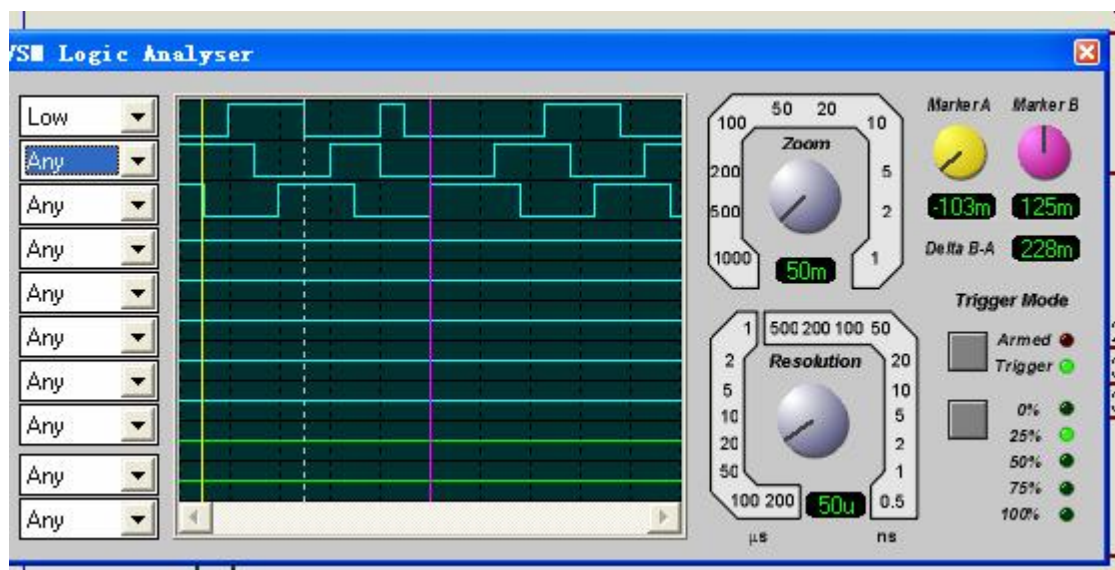 VSM Logic Analyser
Low
Any
Any
Any
Any
Any
Any
Any
Any
Any
50 20
100 10
Zoom
200 5
500 2
1000 1
50m
Marker A Marker B
-103m 125m
Delta B-A 228m
Trigger Mode
Armed
Trigger
0%
25%
50%
75%
100%
1 500 200 100 50
2 Resolution 20
5 10
10 5
20 2
50 1
100 200 50u 0.5
µs ns